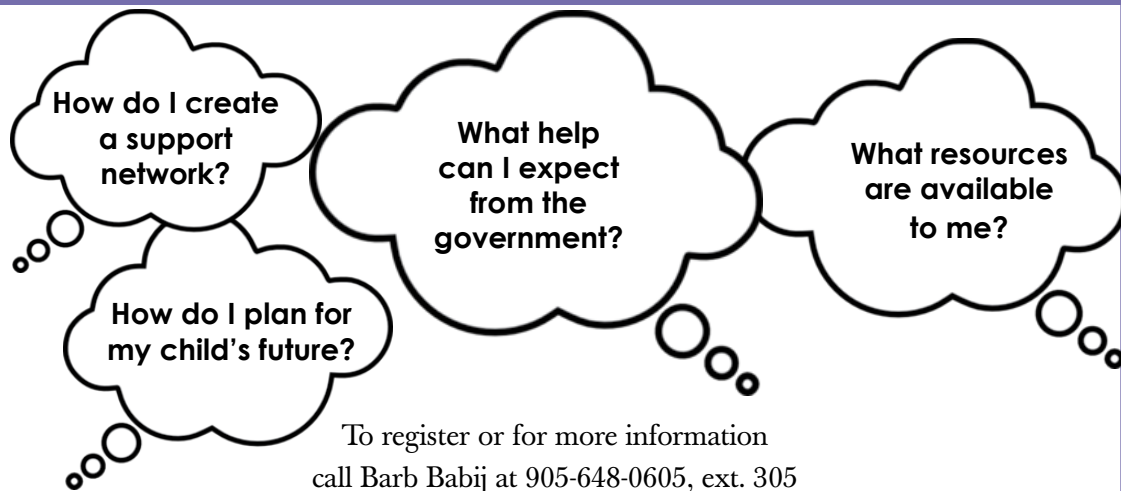 How do I create
a support
network?
What help
can I expect
from the
government?
What resources
are available
to me?
How do I plan for
my child’s future?
To register or for more information
call Barb Babij at 905-648-0605, ext. 305